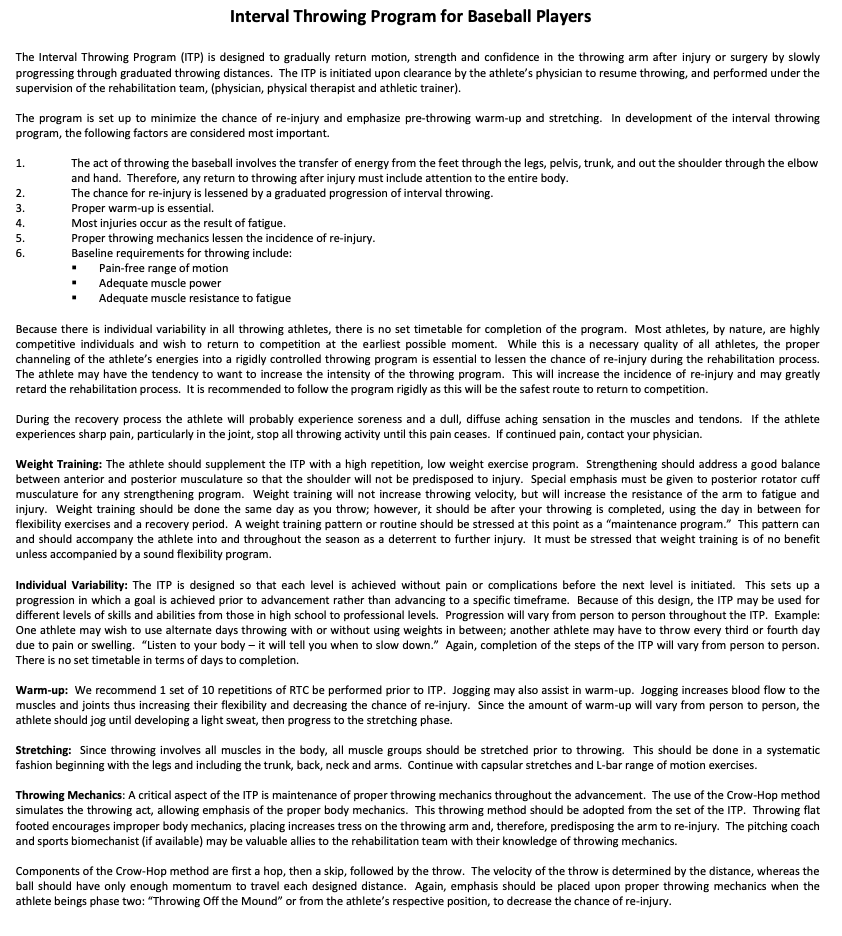 Interval Throwing Program for Baseball Players
The Interval Throwing Program (ITP) is designed to gradually return motion, strength and confidence in the throwing arm after injury or surgery by slowly
progressing through graduated throwing distances. The ITP is initiated upon clearance by the athlete's physician to resume throwing, and performed under the
supervision of the rehabilitation team, (physician, physical therapist and athletic trainer).
The program is set up to minimize the chance of re-injury and emphasize pre-throwing warm-up and stretching. In development of the interval throwing
program, the following factors are considered most important.
1. The act of throwing the baseball involves the transfer of energy from the feet through the legs, pelvis, trunk, and out the shoulder through the elbow
and hand. Therefore, any return to throwing after injury must include attention to the entire body.
2. The chance for re-injury is lessened by a graduated progression of interval throwing.
3. Proper warm-up is essential.
4. Most injuries occur as the result of fatigue.
5. Proper throwing mechanics lessen the incidence of re-injury.
6. Baseline requirements for throwing include:
▪ Pain-free range of motion
▪ Adequate muscle power
▪ Adequate muscle resistance to fatigue
Because there is individual variability in all throwing athletes, there is no set timetable for completion of the program. Most athletes, by nature, are highly
competitive individuals and wish to return to competition at the earliest possible moment. While this is a necessary quality of all athletes, the proper
channeling of the athlete's energies into a rigidly controlled throwing program is essential to lessen the chance of re-injury during the rehabilitation process.
The athlete may have the tendency to want to increase the intensity of the throwing program. This will increase the incidence of re-injury and may greatly
retard the rehabilitation process. It is recommended to follow the program rigidly as this will be the safest route to return to competition.
During the recovery process the athlete will probably experience soreness and a dull, diffuse aching sensation in the muscles and tendons. If the athlete
experiences sharp pain, particularly in the joint, stop all throwing activity until this pain ceases. If continued pain, contact your physician.
Weight Training: The athlete should supplement the ITP with a high repetition, low weight exercise program. Strengthening should address a good balance
between anterior and posterior musculature so that the shoulder will not be predisposed to injury. Special emphasis must be given to posterior rotator cuff
musculature for any strengthening program. Weight training will not increase throwing velocity, but will increase the resistance of the arm to fatigue and
injury. Weight training should be done the same day as you throw; however, it should be after your throwing is completed, using the day in between for
flexibility exercises and a recovery period. A weight training pattern or routine should be stressed at this point as a "maintenance program." This pattern can
and should accompany the athlete into and throughout the season as a deterrent to further injury. It must be stressed that weight training is of no benefit
unless accompanied by a sound flexibility program.
Individual Variability: The ITP is designed so that each level is achieved without pain or complications before the next level is initiated. This sets up a
progression in which a goal is achieved prior to advancement rather than advancing to a specific timeframe. Because of this design, the ITP may be used for
different levels of skills and abilities from those in high school to professional levels. Progression will vary from person to person throughout the ITP. Example:
One athlete may wish to use alternate days throwing with or without using weights in between; another athlete may have to throw every third or fourth day
due to pain or swelling. "Listen to your body – it will tell you when to slow down." Again, completion of the steps of the ITP will vary from person to person.
There is no set timetable in terms of days to completion.
Warm-up: We recommend 1 set of 10 repetitions of RTC be performed prior to ITP. Jogging may also assist in warm-up. Jogging increases blood flow to the
muscles and joints thus increasing their flexibility and decreasing the chance of re-injury. Since the amount of warm-up will vary from person to person, the
athlete should jog until developing a light sweat, then progress to the stretching phase.
Stretching: Since throwing involves all muscles in the body, all muscle groups should be stretched prior to throwing. This should be done in a systematic
fashion beginning with the legs and including the trunk, back, neck and arms. Continue with capsular stretches and L-bar range of motion exercises.
Throwing Mechanics: A critical aspect of the ITP is maintenance of proper throwing mechanics throughout the advancement. The use of the Crow-Hop method
simulates the throwing act, allowing emphasis of the proper body mechanics. This throwing method should be adopted from the set of the ITP. Throwing flat
footed encourages improper body mechanics, placing increases tress on the throwing arm and, therefore, predisposing the arm to re-injury. The pitching coach
and sports biomechanist (if available) may be valuable allies to the rehabilitation team with their knowledge of throwing mechanics.
Components of the Crow-Hop method are first a hop, then a skip, followed by the throw. The velocity of the throw is determined by the distance, whereas the
ball should have only enough momentum to travel each designed distance. Again, emphasis should be placed upon proper throwing mechanics when the
athlete beings phase two: "Throwing Off the Mound" or from the athlete's respective position, to decrease the chance of re-injury.